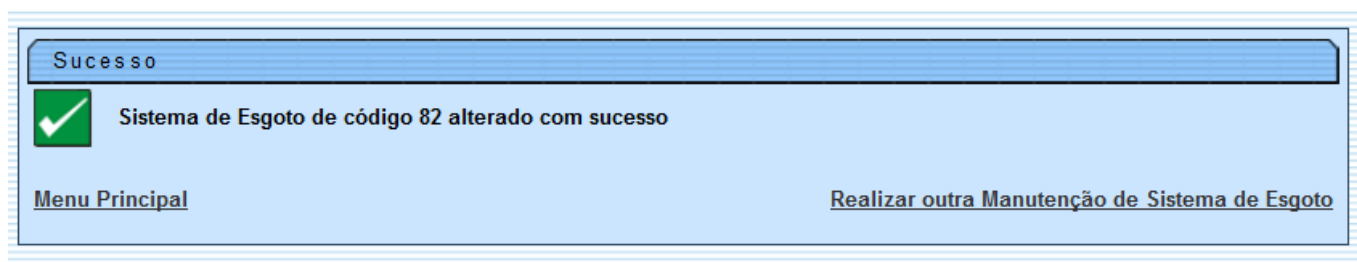 Sucesso
Sistema de Esgoto de código 82 alterado com sucesso
Menu Principal
Realizar outra Manutenção de Sistema de Esgoto